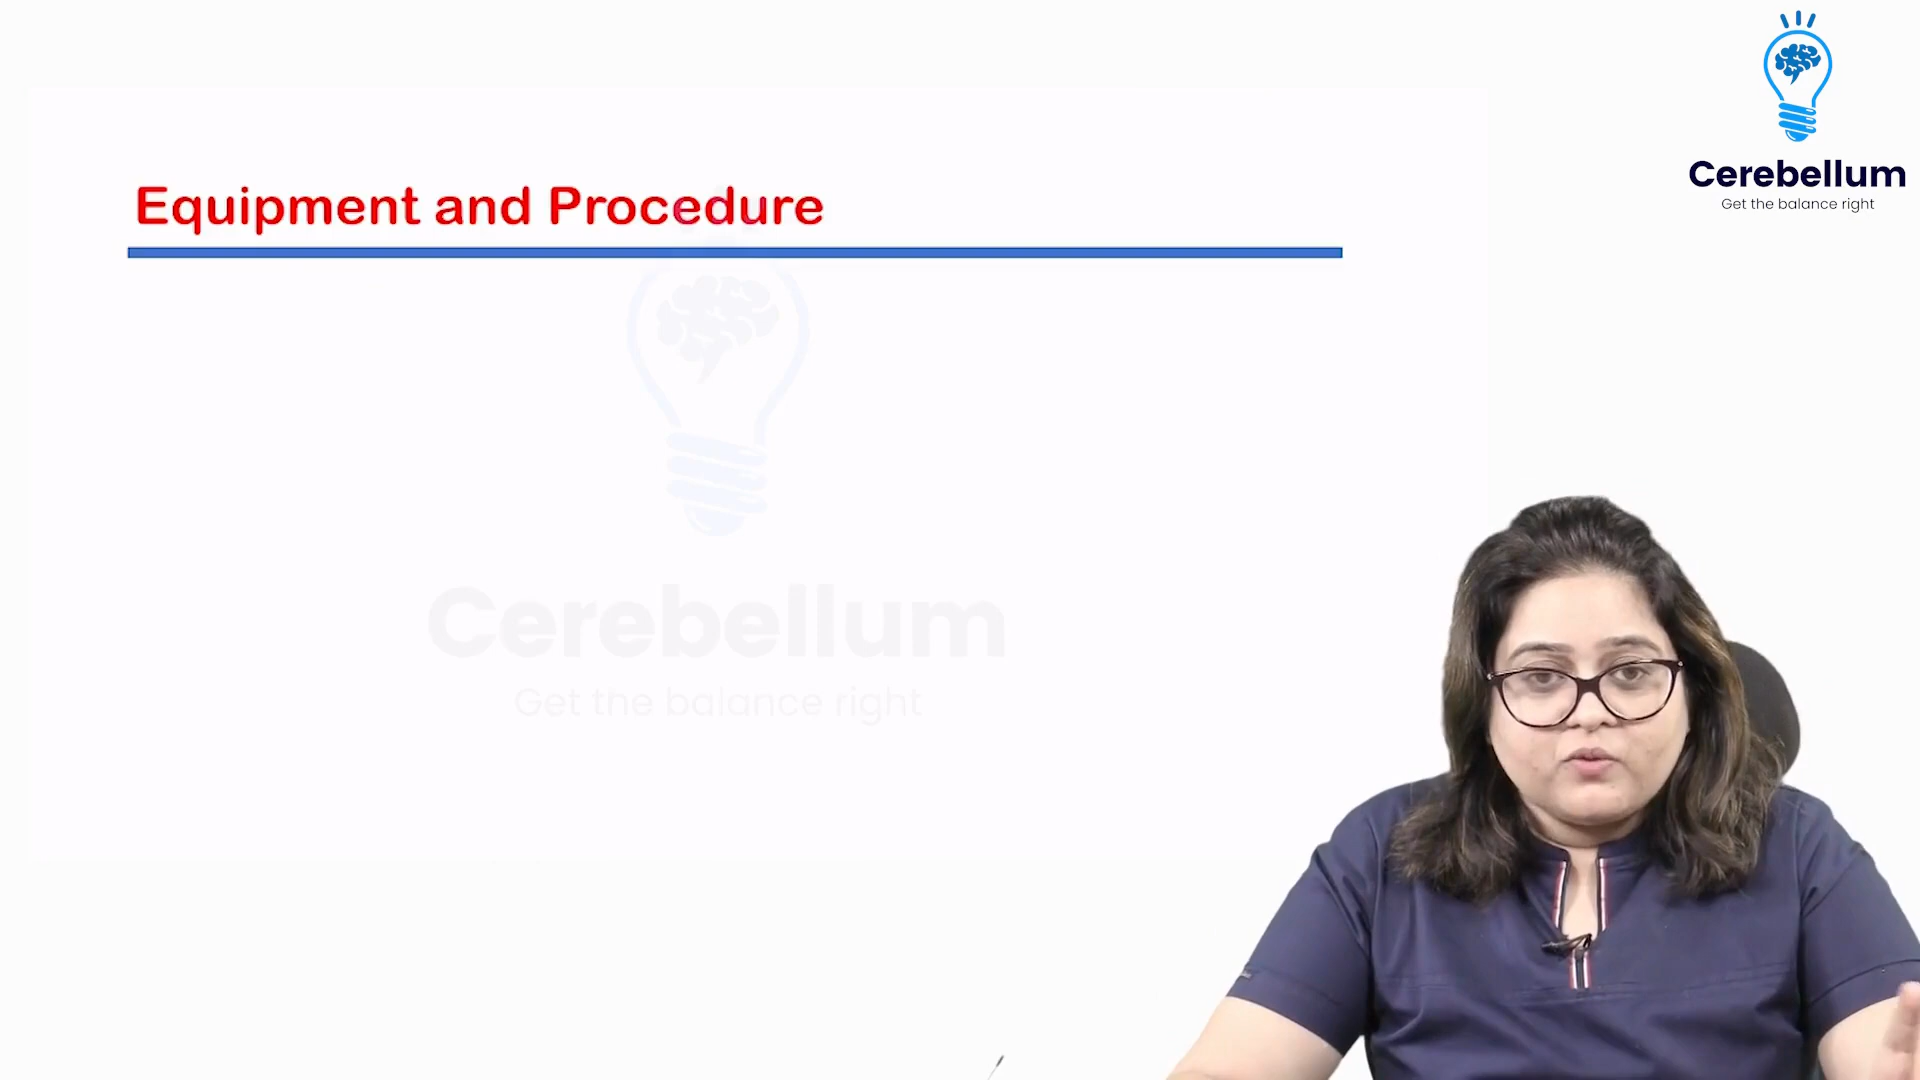 Cerebellum
Get the balance right
Equipment and Procedure
Cerebellum
Get the balance right